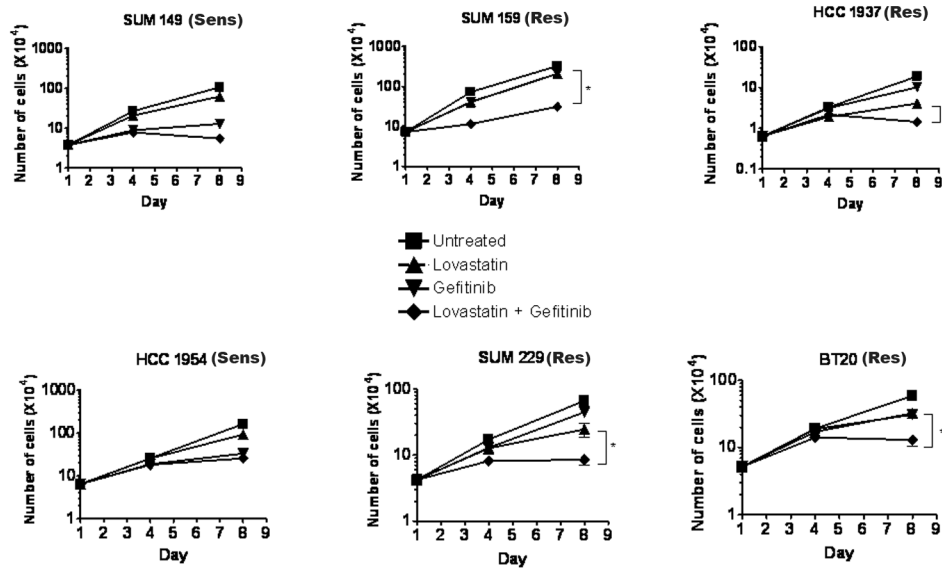 SUM 149 (Sens)
Number of cells (X10⁴)
1000
100
10
1
1 2 3 4 5 6 7 8 9
Day
SUM 159 (Res)
Number of cells (X10⁴)
1000
100
10
1
*
1 2 3 4 5 6 7 8 9
Day
HCC 1937 (Res)
Number of cells (X10⁴)
100
10
1
0.1
1 2 3 4 5 6 7 8 9
Day
Untreated
Lovastatin
Gefitinib
Lovastatin + Gefitinib
HCC 1954 (Sens)
Number of cells (X10⁴)
1000
100
10
1
1 2 3 4 5 6 7 8 9
Day
SUM 229 (Res)
Number of cells (X10⁴)
100
10
1
*
1 2 3 4 5 6 7 8 9
Day
BT20 (Res)
Number of cells (X10⁴)
100
10
1
1 2 3 4 5 6 7 8 9
Day